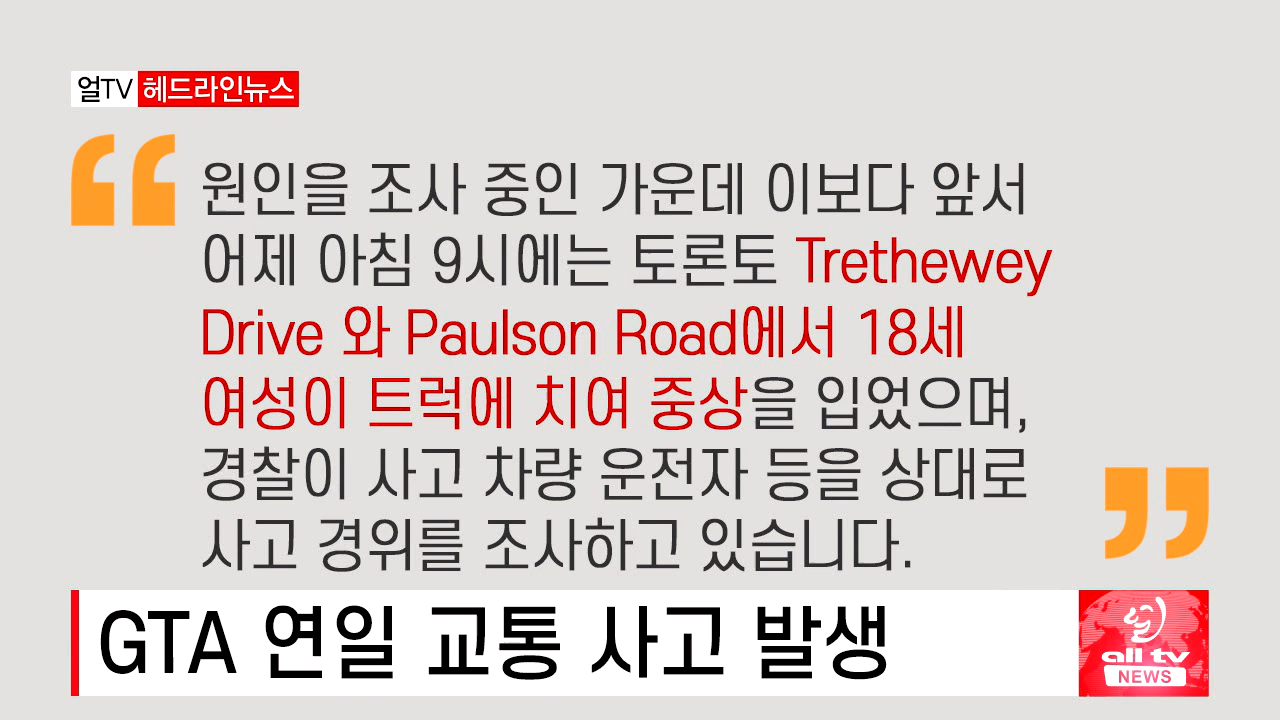 얼TV 헤드라인뉴스
원인을 조사 중인 가운데 이보다 앞서
어제 아침 9시에는 토론토 Trethewey
Drive 와 Paulson Road에서 18세
여성이 트럭에 치여 중상을 입었으며,
경찰이 사고 차량 운전자 등을 상대로
사고 경위를 조사하고 있습니다.
GTA 연일 교통 사고 발생
얼
all tv
NEWS